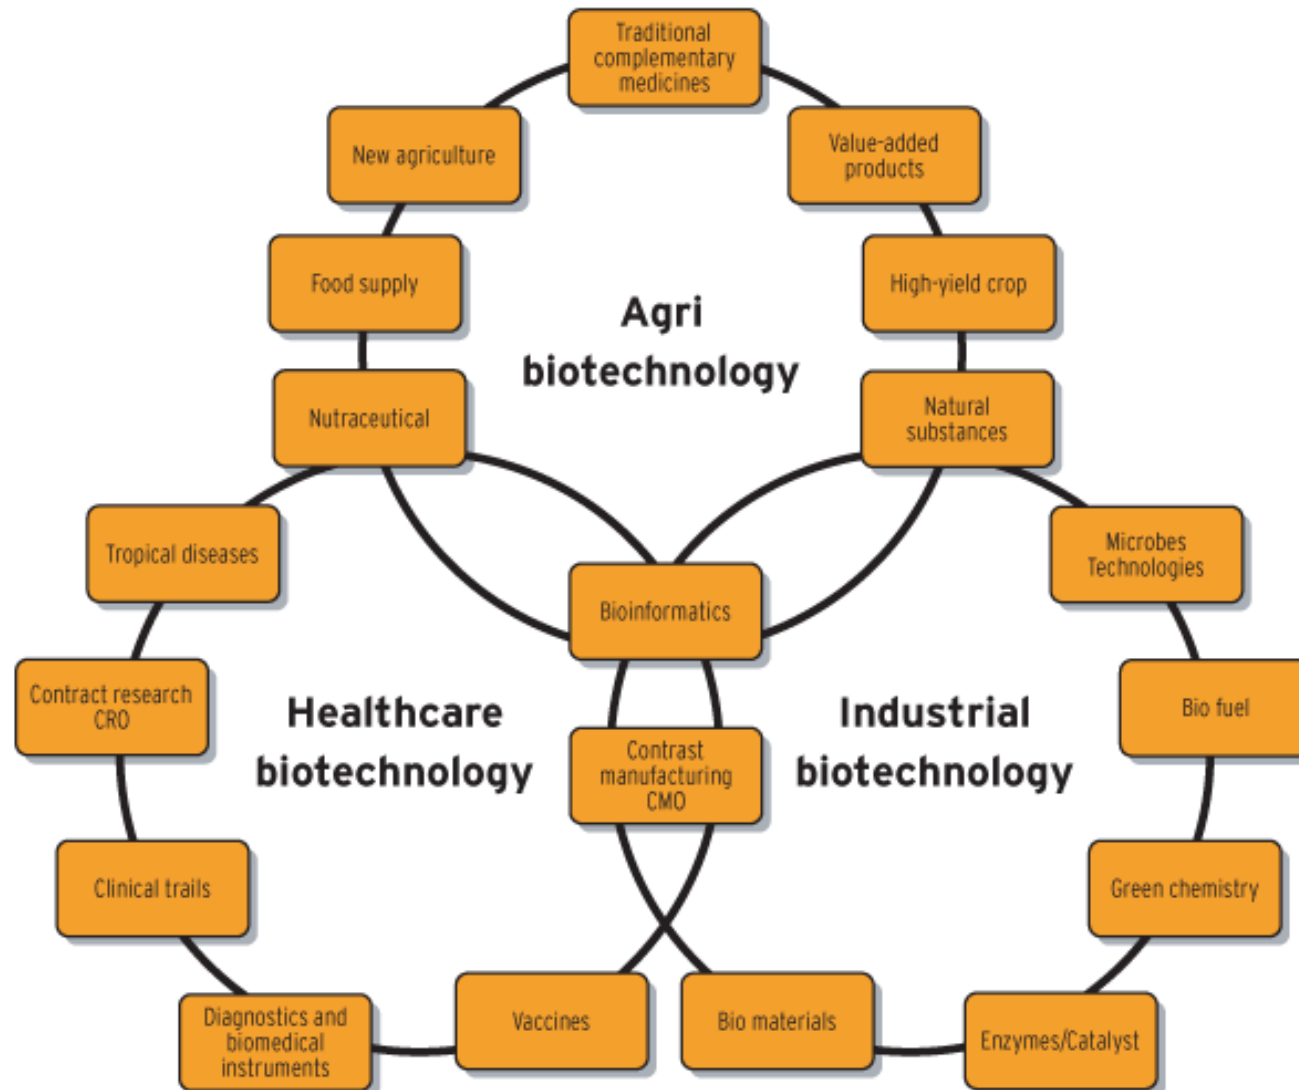 Traditional
complementary
medicines
New agriculture
Value-added
products
Food supply
High-yield crop
Agri
biotechnology
Nutraceutical
Natural
substances
Tropical diseases
Microbes
Technologies
Bioinformatics
Contract research
CRO
Healthcare
biotechnology
Contrast
manufacturing
CMO
Industrial
biotechnology
Bio fuel
Clinical trails
Green chemistry
Diagnostics and
biomedical
instruments
Vaccines
Bio materials
Enzymes/Catalyst